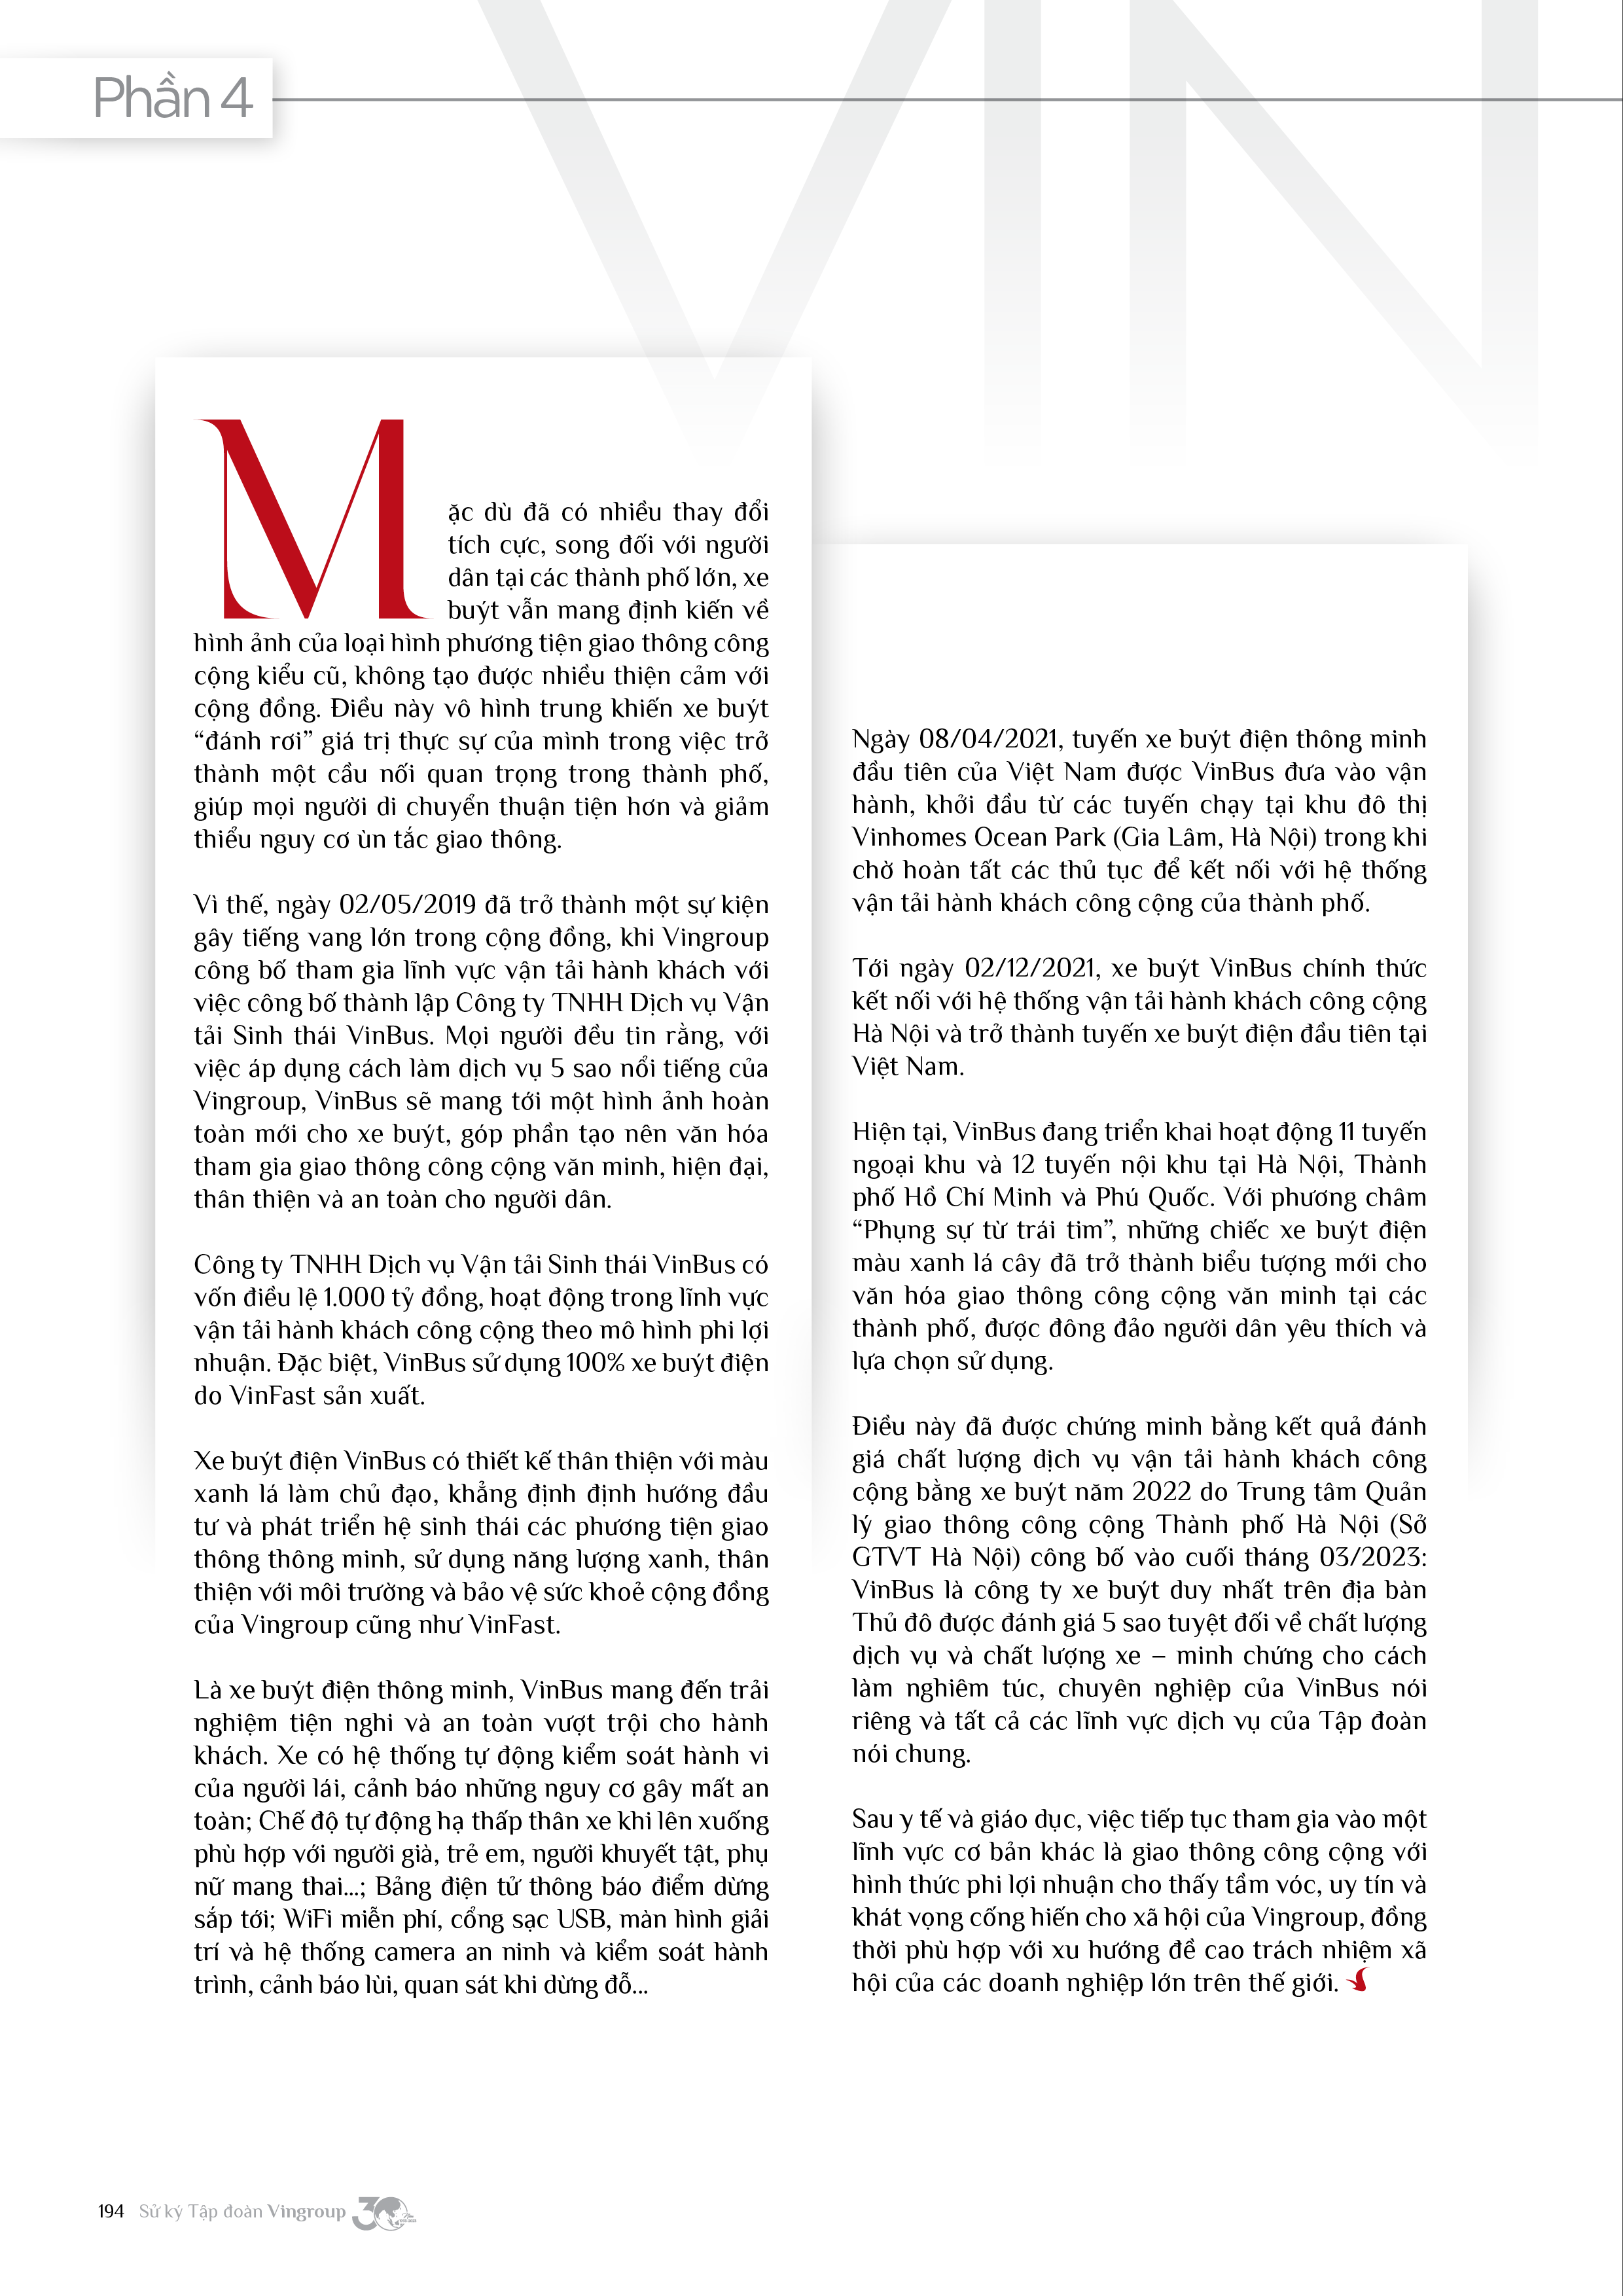 VIN
Phần 4
Mặc dù đã có nhiều thay đổi
tích cực, song đối với người
dân tại các thành phố lớn, xe
buýt vẫn mang định kiến về
hình ảnh của loại hình phương tiện giao thông công
cộng kiểu cũ, không tạo được nhiều thiện cảm với
cộng đồng. Điều này vô hình trung khiến xe buýt
“đánh rơi” giá trị thực sự của mình trong việc trở
thành một cầu nối quan trọng trong thành phố,
giúp mọi người di chuyển thuận tiện hơn và giảm
thiểu nguy cơ ùn tắc giao thông.
Vì thế, ngày 02/05/2019 đã trở thành một sự kiện
gây tiếng vang lớn trong cộng đồng, khi Vingroup
công bố tham gia lĩnh vực vận tải hành khách với
việc công bố thành lập Công ty TNHH Dịch vụ Vận
tải Sinh thái VinBus. Mọi người đều tin rằng, với
việc áp dụng cách làm dịch vụ 5 sao nổi tiếng của
Vingroup, VinBus sẽ mang tới một hình ảnh hoàn
toàn mới cho xe buýt, góp phần tạo nên văn hóa
tham gia giao thông công cộng văn minh, hiện đại,
thân thiện và an toàn cho người dân.
Công ty TNHH Dịch vụ Vận tải Sinh thái VinBus có
vốn điều lệ 1.000 tỷ đồng, hoạt động trong lĩnh vực
vận tải hành khách công cộng theo mô hình phi lợi
nhuận. Đặc biệt, VinBus sử dụng 100% xe buýt điện
do VinFast sản xuất.
Xe buýt điện VinBus có thiết kế thân thiện với màu
xanh lá làm chủ đạo, khẳng định định hướng đầu
tư và phát triển hệ sinh thái các phương tiện giao
thông thông minh, sử dụng năng lượng xanh, thân
thiện với môi trường và bảo vệ sức khoẻ cộng đồng
của Vingroup cũng như VinFast.
Là xe buýt điện thông minh, VinBus mang đến trải
nghiệm tiện nghi và an toàn vượt trội cho hành
khách. Xe có hệ thống tự động kiểm soát hành vi
của người lái, cảnh báo những nguy cơ gây mất an
toàn; Chế độ tự động hạ thấp thân xe khi lên xuống
phù hợp với người già, trẻ em, người khuyết tật, phụ
nữ mang thai...; Bảng điện tử thông báo điểm dừng
sắp tới; WiFi miễn phí, cổng sạc USB, màn hình giải
trí và hệ thống camera an ninh và kiểm soát hành
trình, cảnh báo lùi, quan sát khi dừng đỗ...
Ngày 08/04/2021, tuyến xe buýt điện thông minh
đầu tiên của Việt Nam được VinBus đưa vào vận
hành, khởi đầu từ các tuyến chạy tại khu đô thị
Vinhomes Ocean Park (Gia Lâm, Hà Nội) trong khi
chờ hoàn tất các thủ tục để kết nối với hệ thống
vận tải hành khách công cộng của thành phố.
Tới ngày 02/12/2021, xe buýt VinBus chính thức
kết nối với hệ thống vận tải hành khách công cộng
Hà Nội và trở thành tuyến xe buýt điện đầu tiên tại
Việt Nam.
Hiện tại, VinBus đang triển khai hoạt động 11 tuyến
ngoại khu và 12 tuyến nội khu tại Hà Nội, Thành
phố Hồ Chí Minh và Phú Quốc. Với phương châm
“Phụng sự từ trái tim”, những chiếc xe buýt điện
màu xanh lá cây đã trở thành biểu tượng mới cho
văn hóa giao thông công cộng văn minh tại các
thành phố, được đông đảo người dân yêu thích và
lựa chọn sử dụng.
Điều này đã được chứng minh bằng kết quả đánh
giá chất lượng dịch vụ vận tải hành khách công
cộng bằng xe buýt năm 2022 do Trung tâm Quản
lý giao thông công cộng Thành phố Hà Nội (Sở
GTVT Hà Nội) công bố vào cuối tháng 03/2023:
VinBus là công ty xe buýt duy nhất trên địa bàn
Thủ đô được đánh giá 5 sao tuyệt đối về chất lượng
dịch vụ và chất lượng xe – minh chứng cho cách
làm nghiêm túc, chuyên nghiệp của VinBus nói
riêng và tất cả các lĩnh vực dịch vụ của Tập đoàn
nói chung.
Sau y tế và giáo dục, việc tiếp tục tham gia vào một
lĩnh vực cơ bản khác là giao thông công cộng với
hình thức phi lợi nhuận cho thấy tầm vóc, uy tín và
khát vọng cống hiến cho xã hội của Vingroup, đồng
thời phù hợp với xu hướng đề cao trách nhiệm xã
hội của các doanh nghiệp lớn trên thế giới.
194 Sử ký Tập đoàn Vingroup 30